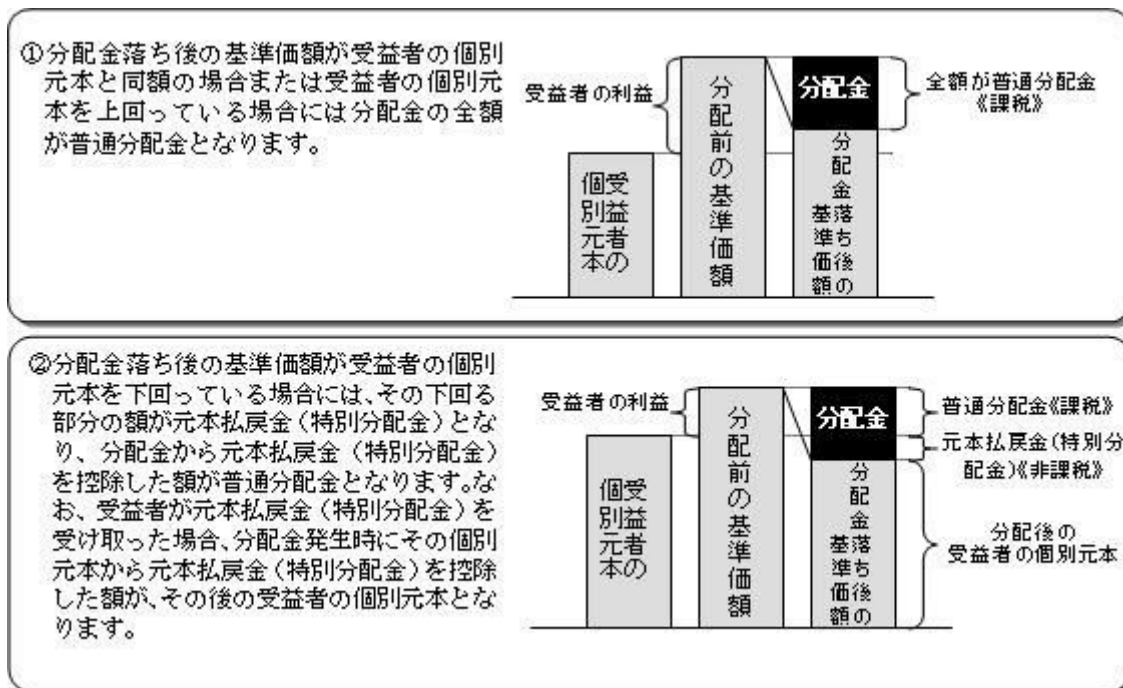 ①分配金落ち後の基準価額が受益者の個別
元本と同額の場合または受益者の個別元
本を上回っている場合には分配金の全額
が普通分配金となります。
受益者の利益
受益者の
個別元本
分配前の基準価額
分配金
分配金落ち後の
基準価額
全額が普通分配金
《課税》
②分配金落ち後の基準価額が受益者の個別
元本を下回っている場合には、その下回る
部分の額が元本払戻金(特別分配金)とな
り、分配金から元本払戻金(特別分配金)
を控除した額が普通分配金となります。な
お、受益者が元本払戻金(特別分配金)を
受け取った場合、分配金発生時にその個別
元本から元本払戻金(特別分配金)を控除
した額が、その後の受益者の個別元本とな
ります。
受益者の利益
受益者の
個別元本
分配前の基準価額
分配金
分配金落ち後の
基準価額
普通分配金《課税》
元本払戻金(特別分
配金)《非課税》
分配後の
受益者の個別元本